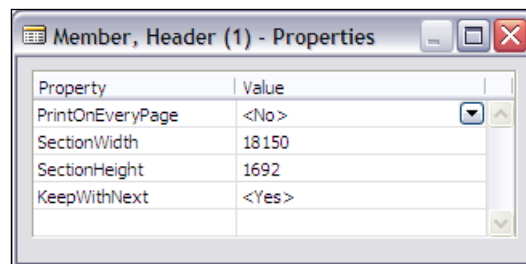 Member, Header (1) - Properties
Property Value
PrintOnEveryPage <No>
SectionWidth 18150
SectionHeight 1692
KeepWithNext <Yes>